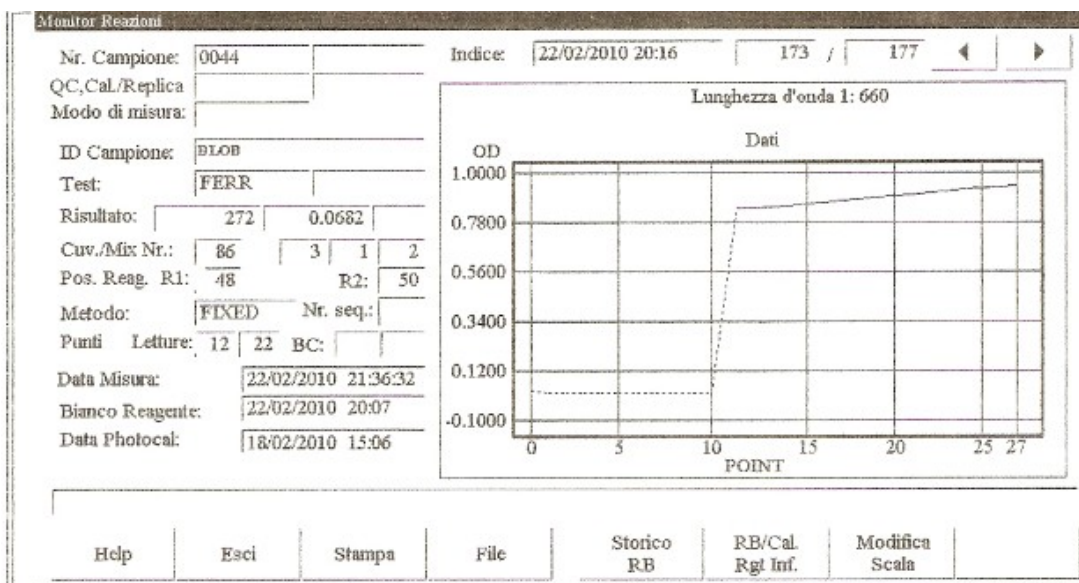 Monitor Reazioni
Nr. Campione: 0044
QC,Cal./Replica
Modo di misura:
ID Campione: BLOB
Test: FERR
Risultato: 272 0.0682
Cuv./Mix Nr.: 86 3 1 2
Pos. Reag. R1: 48 R2: 50
Metodo: FIXED Nr. seq.:
Punti Letture: 12 22 BC:
Data Misura: 22/02/2010 21:36:32
Bianco Reagente: 22/02/2010 20:07
Data Photocal: 18/02/2010 15:06
Indice: 22/02/2010 20:16 173 / 177
Lunghezza d'onda 1: 660
Dati
OD
1.0000
0.7800
0.5600
0.3400
0.1200
-0.1000
0 5 10 15 20 25 27
POINT
Help Esci Stampa File Storico RB RB/Cal. Rgt Inf. Modifica Scala